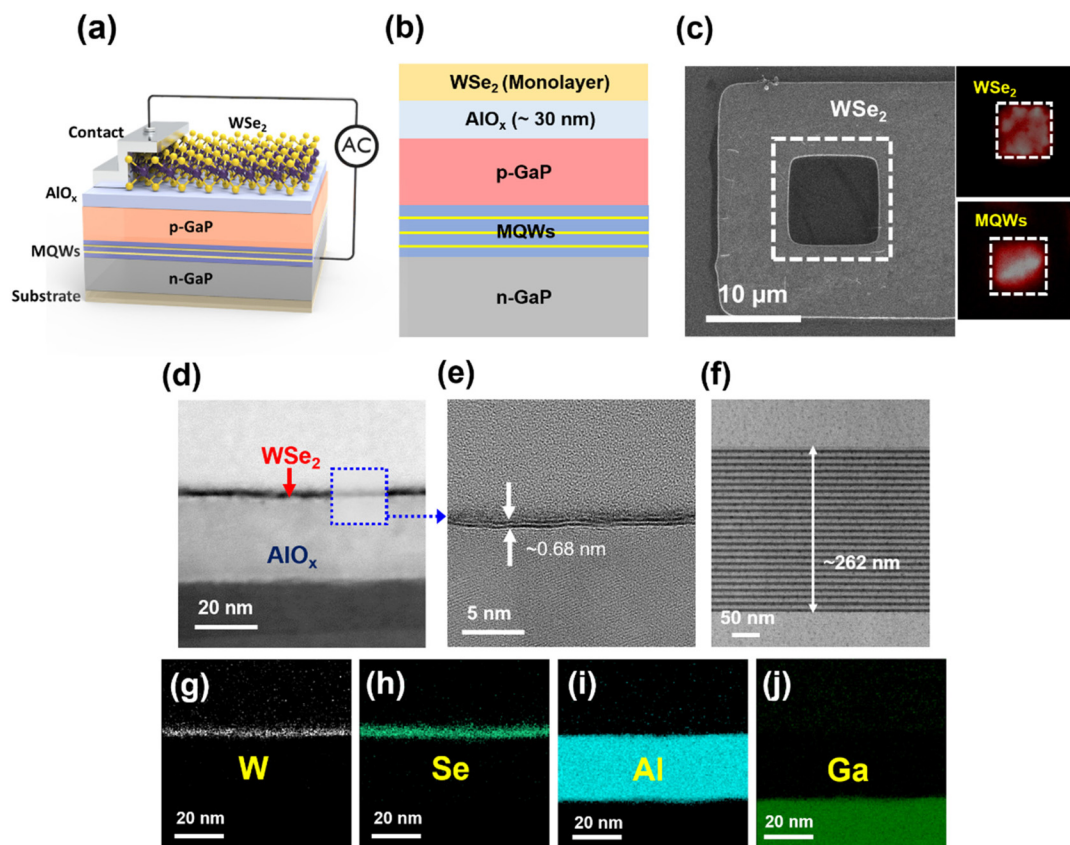 (a)
Contact
WSe₂
AC
AlOₓ
p-GaP
MQWs
n-GaP
Substrate
(b)
WSe₂ (Monolayer)
AlOₓ (~ 30 nm)
p-GaP
MQWs
n-GaP
(c)
WSe₂
10 µm
WSe₂
MQWs
(d)
WSe₂
AlOₓ
20 nm
(e)
~0.68 nm
5 nm
(f)
~262 nm
50 nm
(g)
W
20 nm
(h)
Se
20 nm
(i)
Al
20 nm
(j)
Ga
20 nm